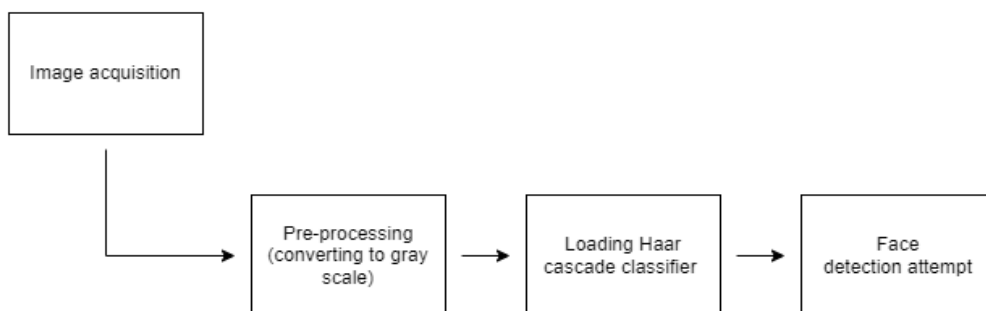 Image acquisition
Pre-processing
(converting to gray
scale)
Loading Haar
cascade classifier
Face
detection attempt